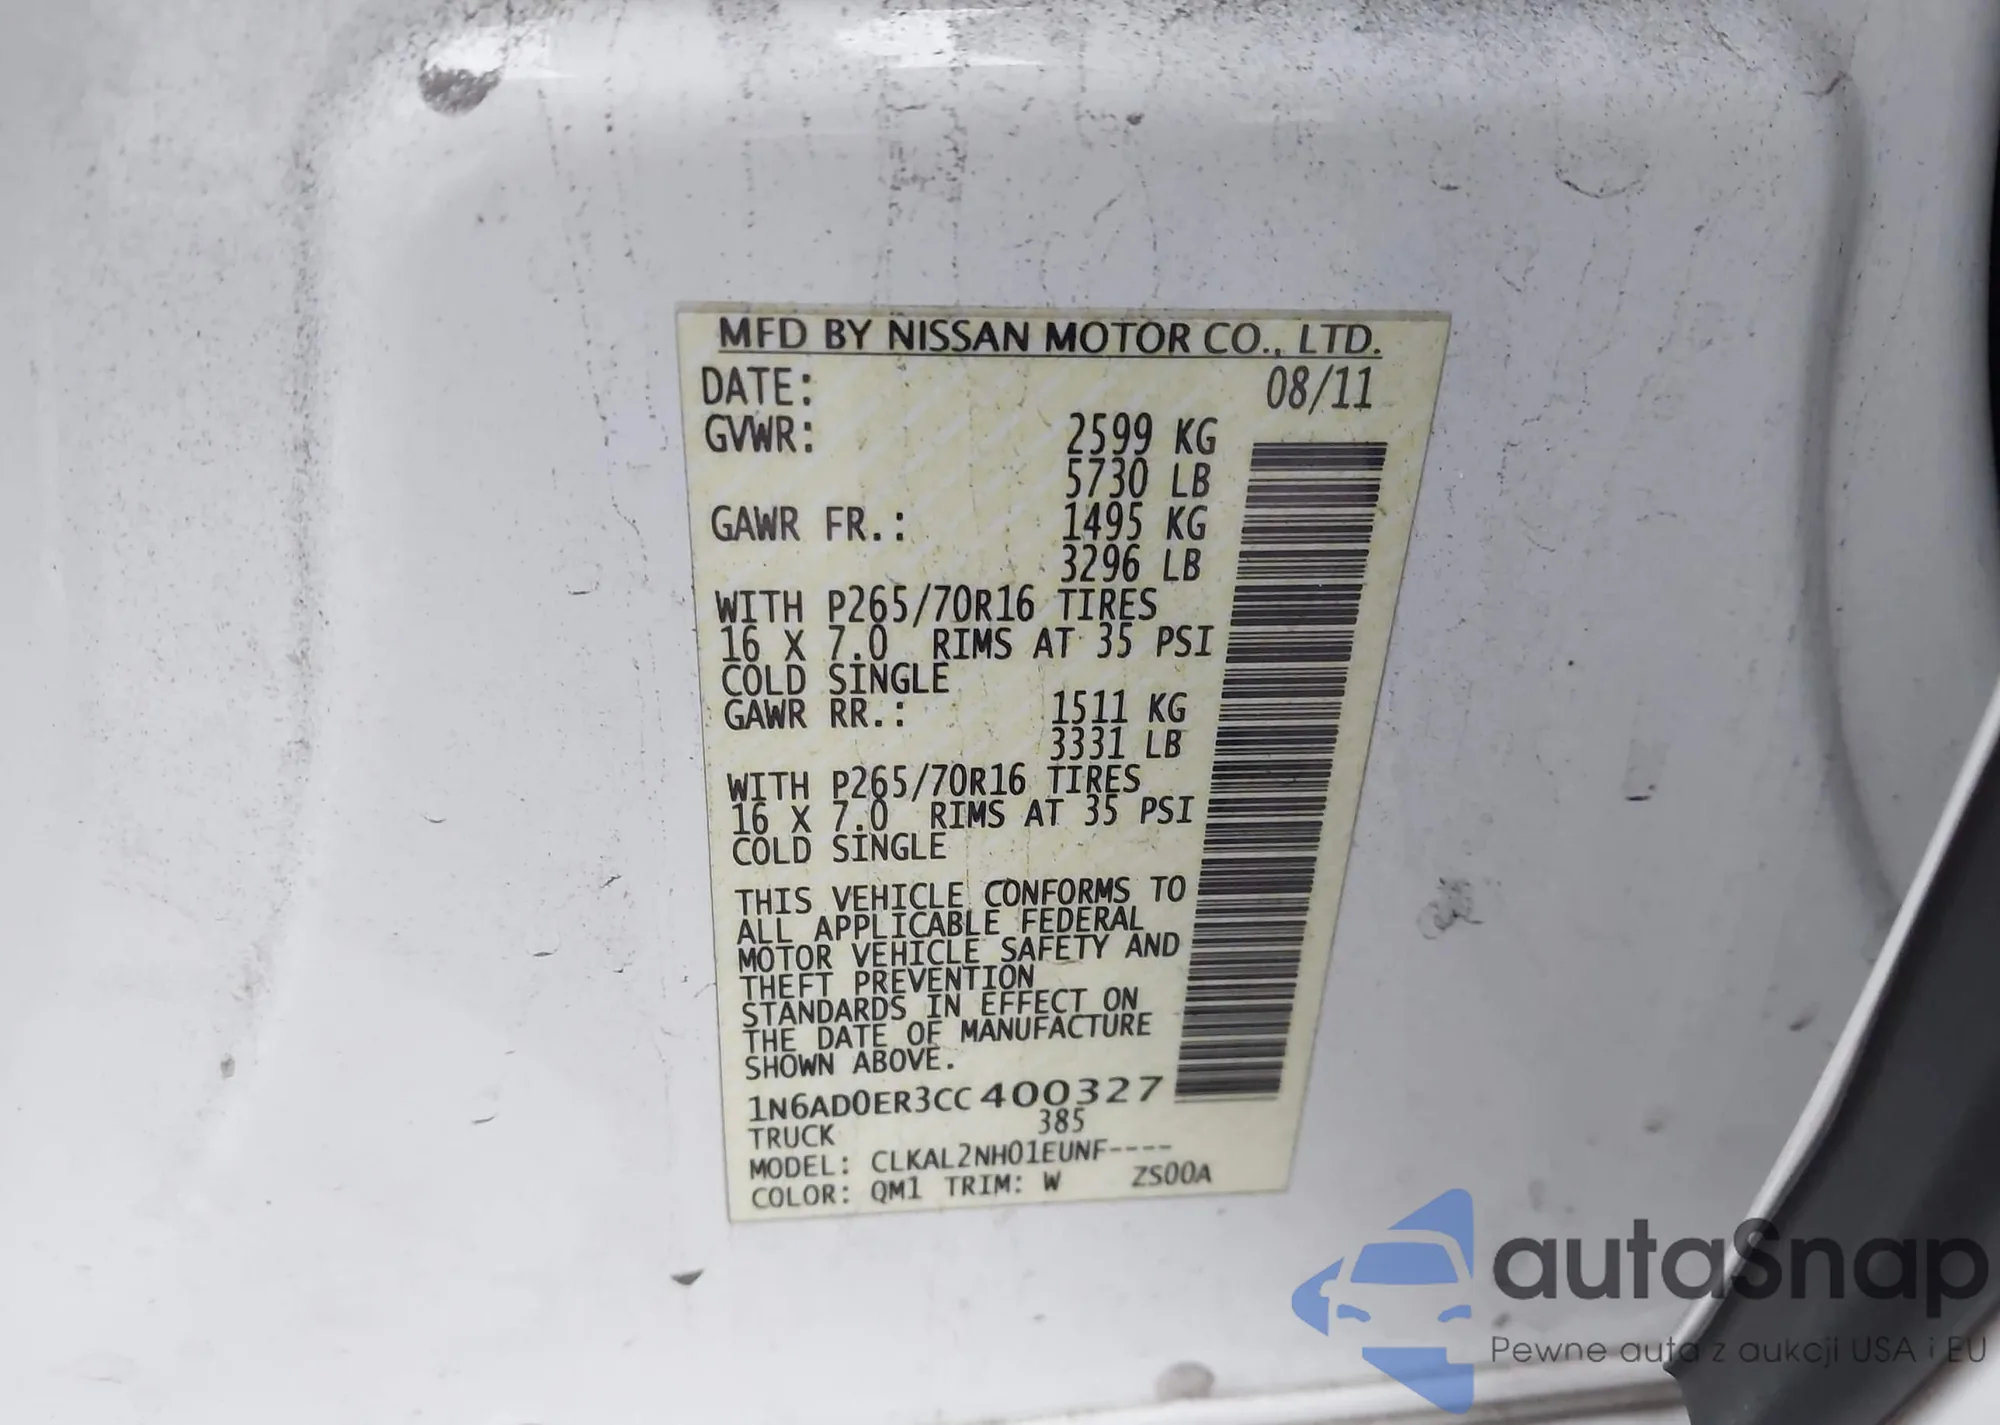 MFD BY NISSAN MOTOR CO., LTD.
DATE: 08/11
GVWR: 2599 KG
5730 LB
GAWR FR.: 1495 KG
3296 LB
WITH P265/70R16 TIRES
16 X 7.0 RIMS AT 35 PSI
COLD SINGLE
GAWR RR.: 1511 KG
3331 LB
WITH P265/70R16 TIRES
16 X 7.0 RIMS AT 35 PSI
COLD SINGLE
THIS VEHICLE CONFORMS TO
ALL APPLICABLE FEDERAL
MOTOR VEHICLE SAFETY AND
THEFT PREVENTION
STANDARDS IN EFFECT ON
THE DATE OF MANUFACTURE
SHOWN ABOVE.
1N6AD0ER3CC400327
TRUCK 385
MODEL: CLKAL2NH01EUNF----
COLOR: QM1 TRIM: W ZS00A
autaSnap
Pewne auta z aukcji USA i EU